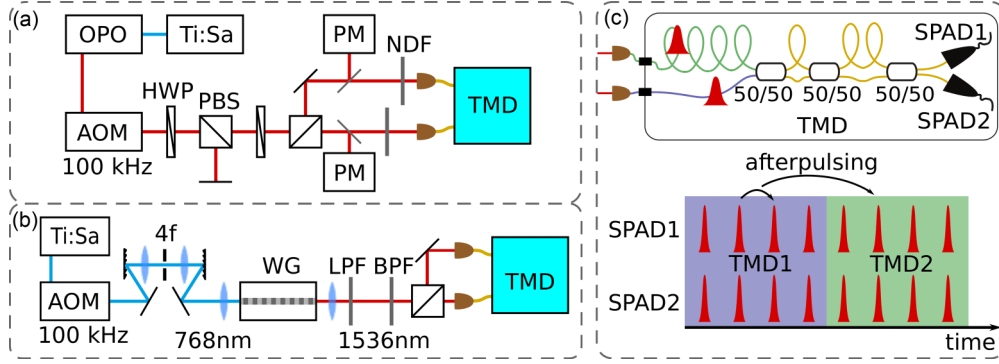 (a)
OPO
Ti:Sa
PM
NDF
HWP
PBS
AOM
TMD
100 kHz
PM
(b)
Ti:Sa
4f
WG
LPF
BPF
TMD
AOM
100 kHz
768nm
1536nm
(c)
SPAD1
50/50
50/50
50/50
SPAD2
TMD
afterpulsing
SPAD1
TMD1
TMD2
SPAD2
time